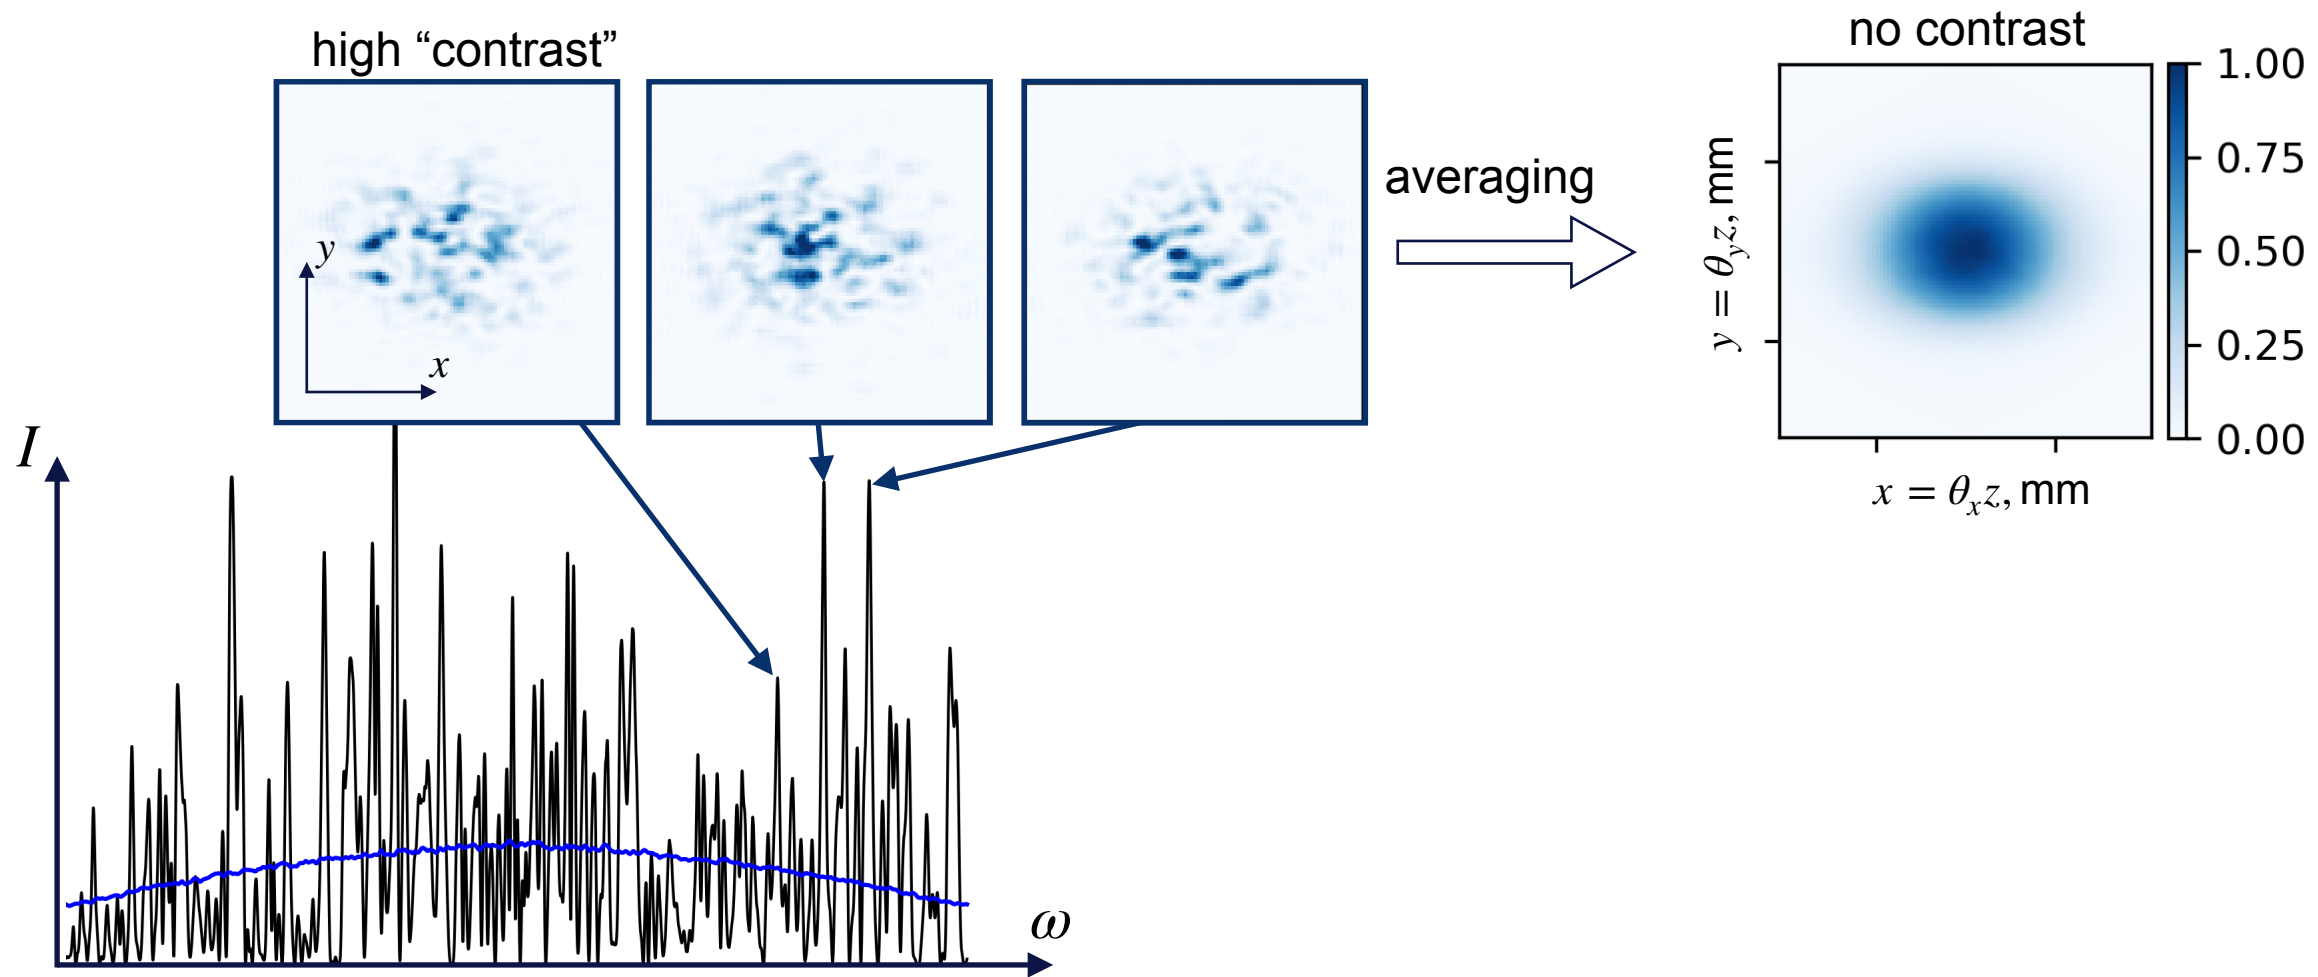 high “contrast”
no contrast
y
x
averaging
1.00
0.75
0.50
0.25
0.00
y = θ_y z, mm
x = θ_x z, mm
I
ω